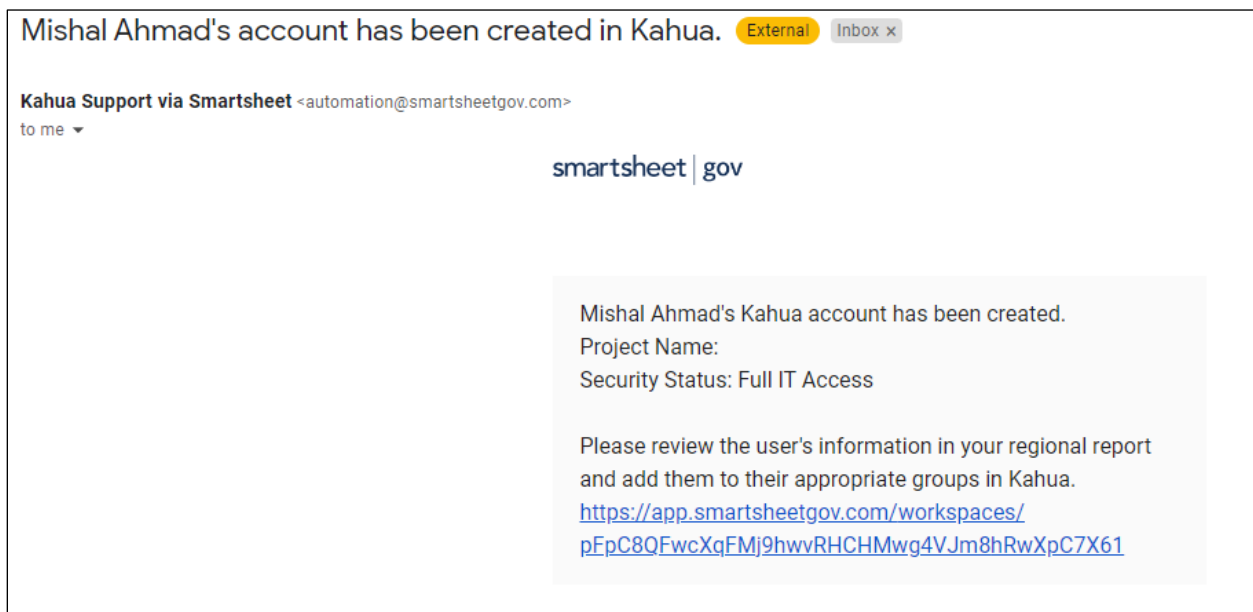 Mishal Ahmad's account has been created in Kahua. External Inbox ×
Kahua Support via Smartsheet <automation@smartsheetgov.com>
to me
smartsheet | gov
Mishal Ahmad's Kahua account has been created.
Project Name:
Security Status: Full IT Access
Please review the user's information in your regional report
and add them to their appropriate groups in Kahua.
https://app.smartsheetgov.com/workspaces/
pFpC8QFwcXqFMj9hwvRHCHMwg4VJm8hRwXpC7X61